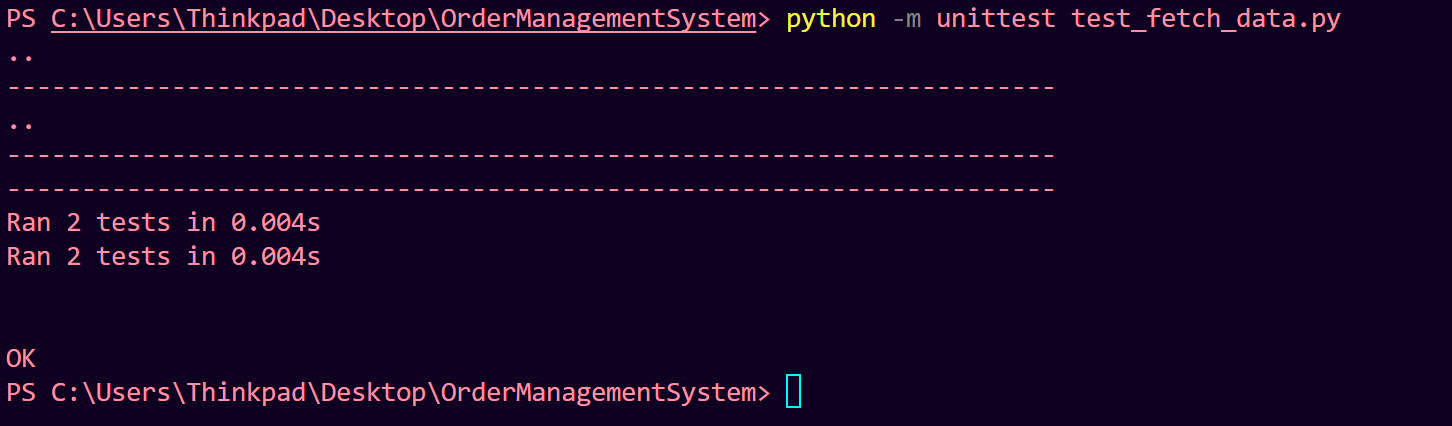 PS C:\Users\Thinkpad\Desktop\OrderManagementSystem> python -m unittest test_fetch_data.py
..
----------------------------------------------------------------------
..
----------------------------------------------------------------------
----------------------------------------------------------------------
Ran 2 tests in 0.004s
Ran 2 tests in 0.004s
OK
PS C:\Users\Thinkpad\Desktop\OrderManagementSystem>